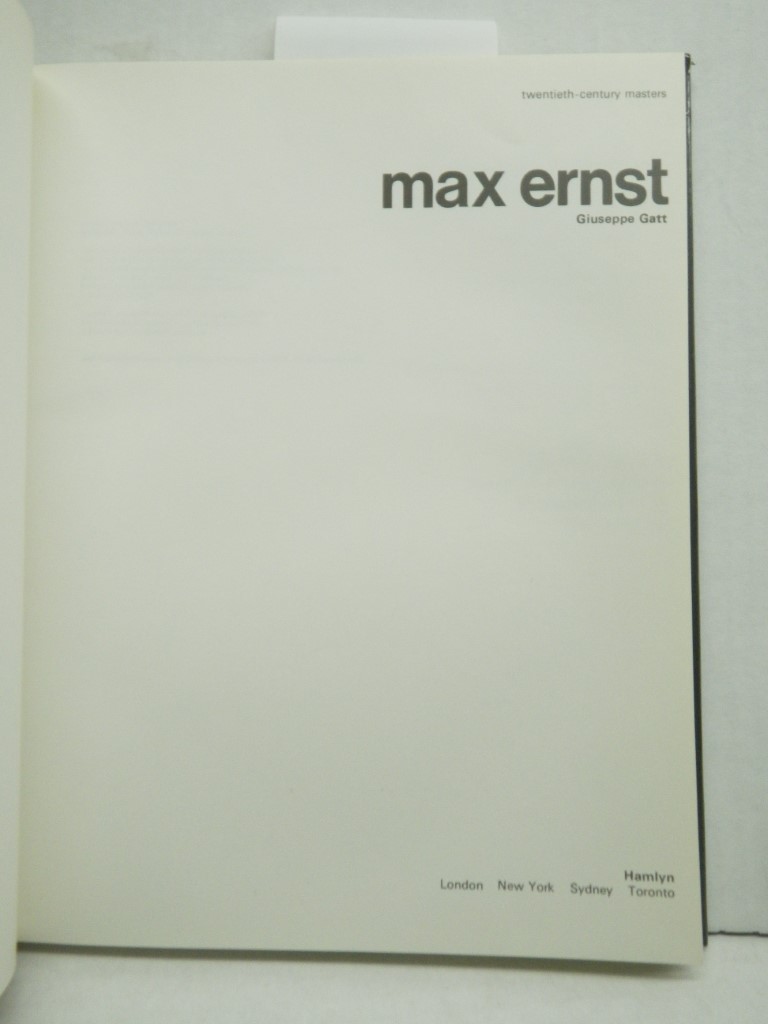 twentieth-century masters
max ernst
Giuseppe Gatt
Hamlyn
London New York Sydney Toronto